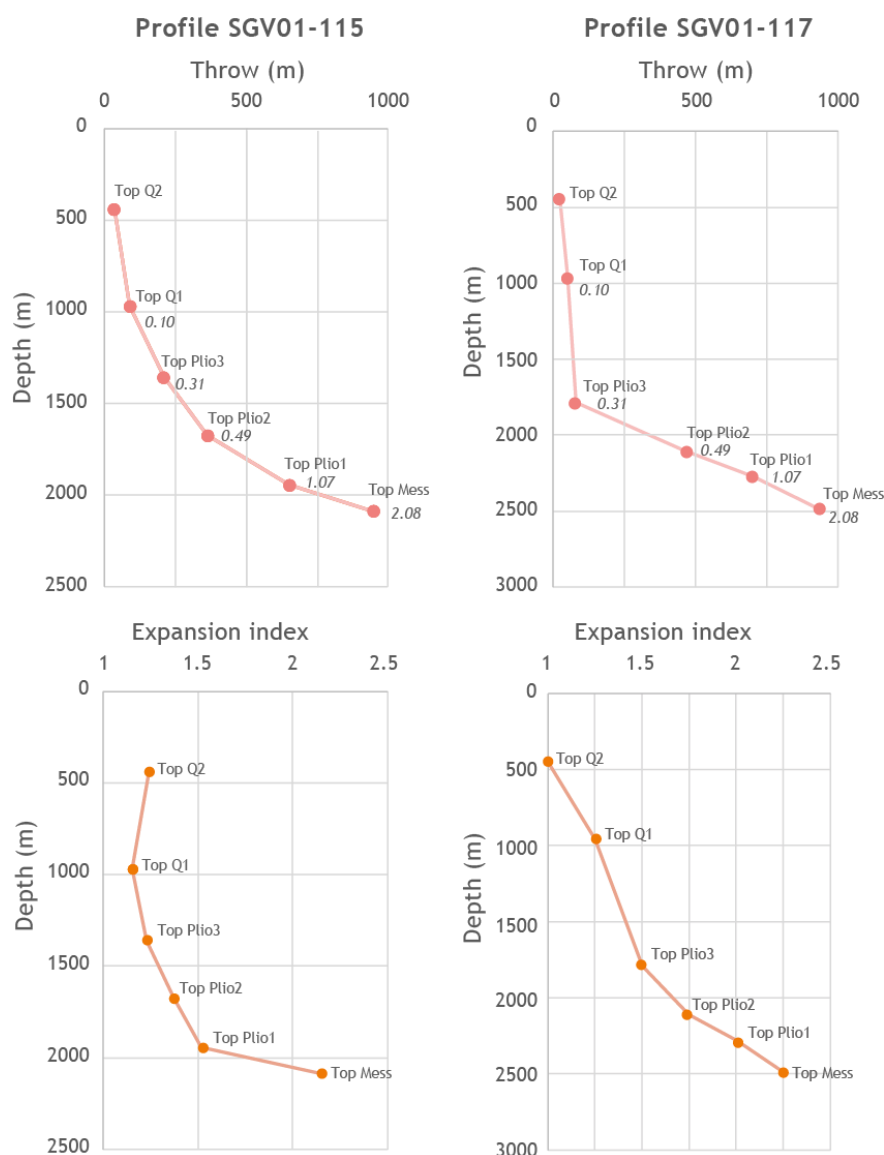 Profile SGV01-115
Throw (m)
0 500 1000
Depth (m)
0
500
1000
1500
2000
2500
Top Q2
Top Q1
0.10
Top Plio3
0.31
Top Plio2
0.49
Top Plio1
1.07
Top Mess
2.08
Profile SGV01-117
Throw (m)
0 500 1000
Depth (m)
0
500
1000
1500
2000
2500
3000
Top Q2
Top Q1
0.10
Top Plio3
0.31
Top Plio2
0.49
Top Plio1
1.07
Top Mess
2.08
Expansion index
1 1.5 2 2.5
Depth (m)
0
500
1000
1500
2000
2500
Top Q2
Top Q1
Top Plio3
Top Plio2
Top Plio1
Top Mess
Expansion index
1 1.5 2 2.5
Depth (m)
0
500
1000
1500
2000
2500
3000
Top Q2
Top Q1
Top Plio3
Top Plio2
Top Plio1
Top Mess